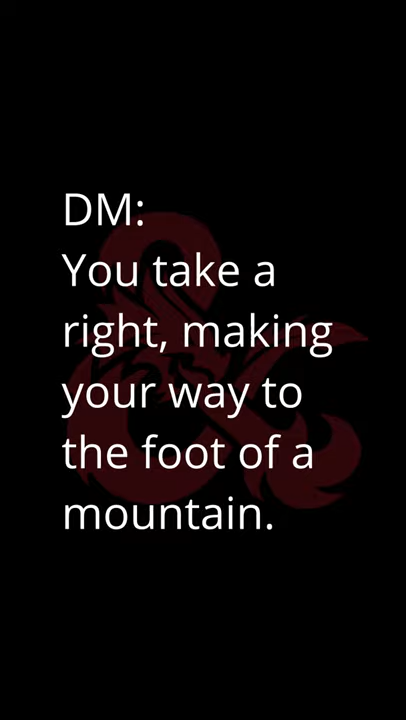 DM:
You take a
right, making
your way to
the foot of a
mountain.